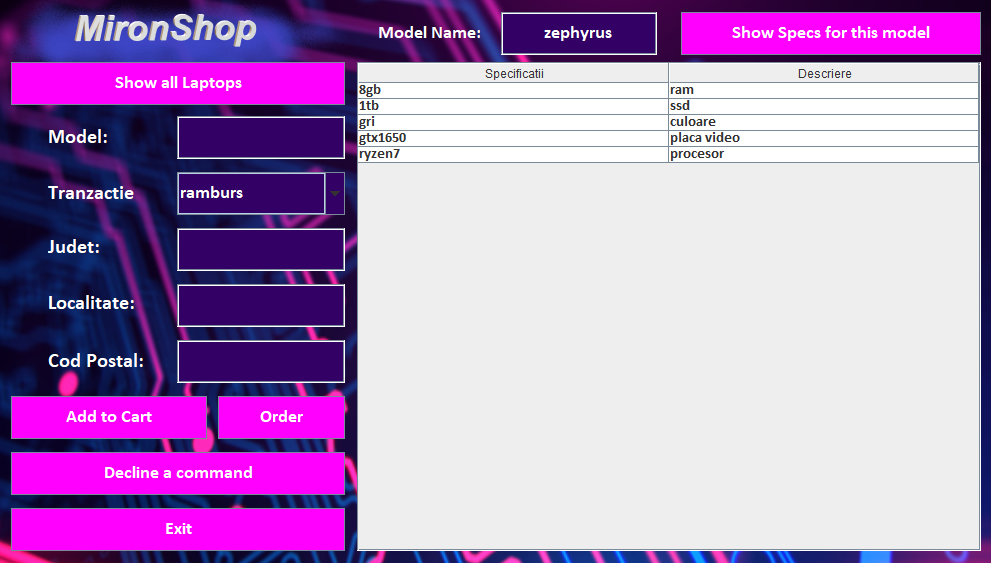 MironShop
Model Name: zephyrus Show Specs for this model
Show all Laptops
Model:
Tranzactie ramburs
Judet:
Localitate:
Cod Postal:
Add to Cart Order
Decline a command
Exit
Specificatii Descriere
8gb ram
1tb ssd
gri culoare
gtx1650 placa video
ryzen7 procesor